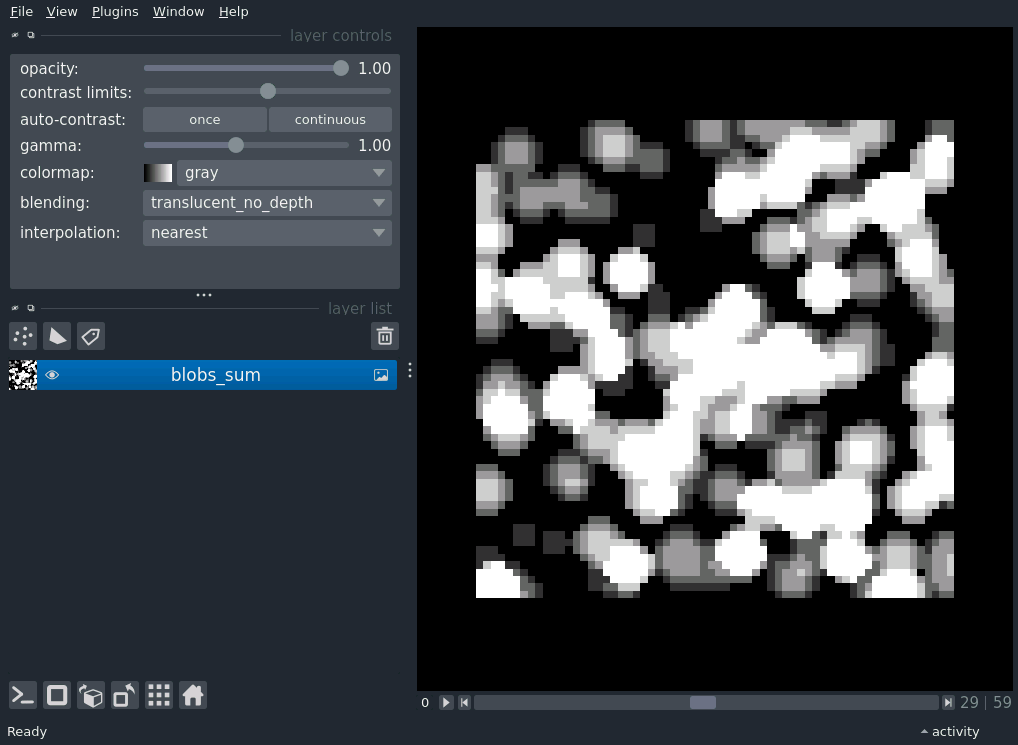 File View Plugins Window Help
layer controls
opacity: 1.00
contrast limits:
auto-contrast: once continuous
gamma: 1.00
colormap: gray
blending: translucent_no_depth
interpolation: nearest
layer list
blobs_sum
0 29 | 59
Ready activity